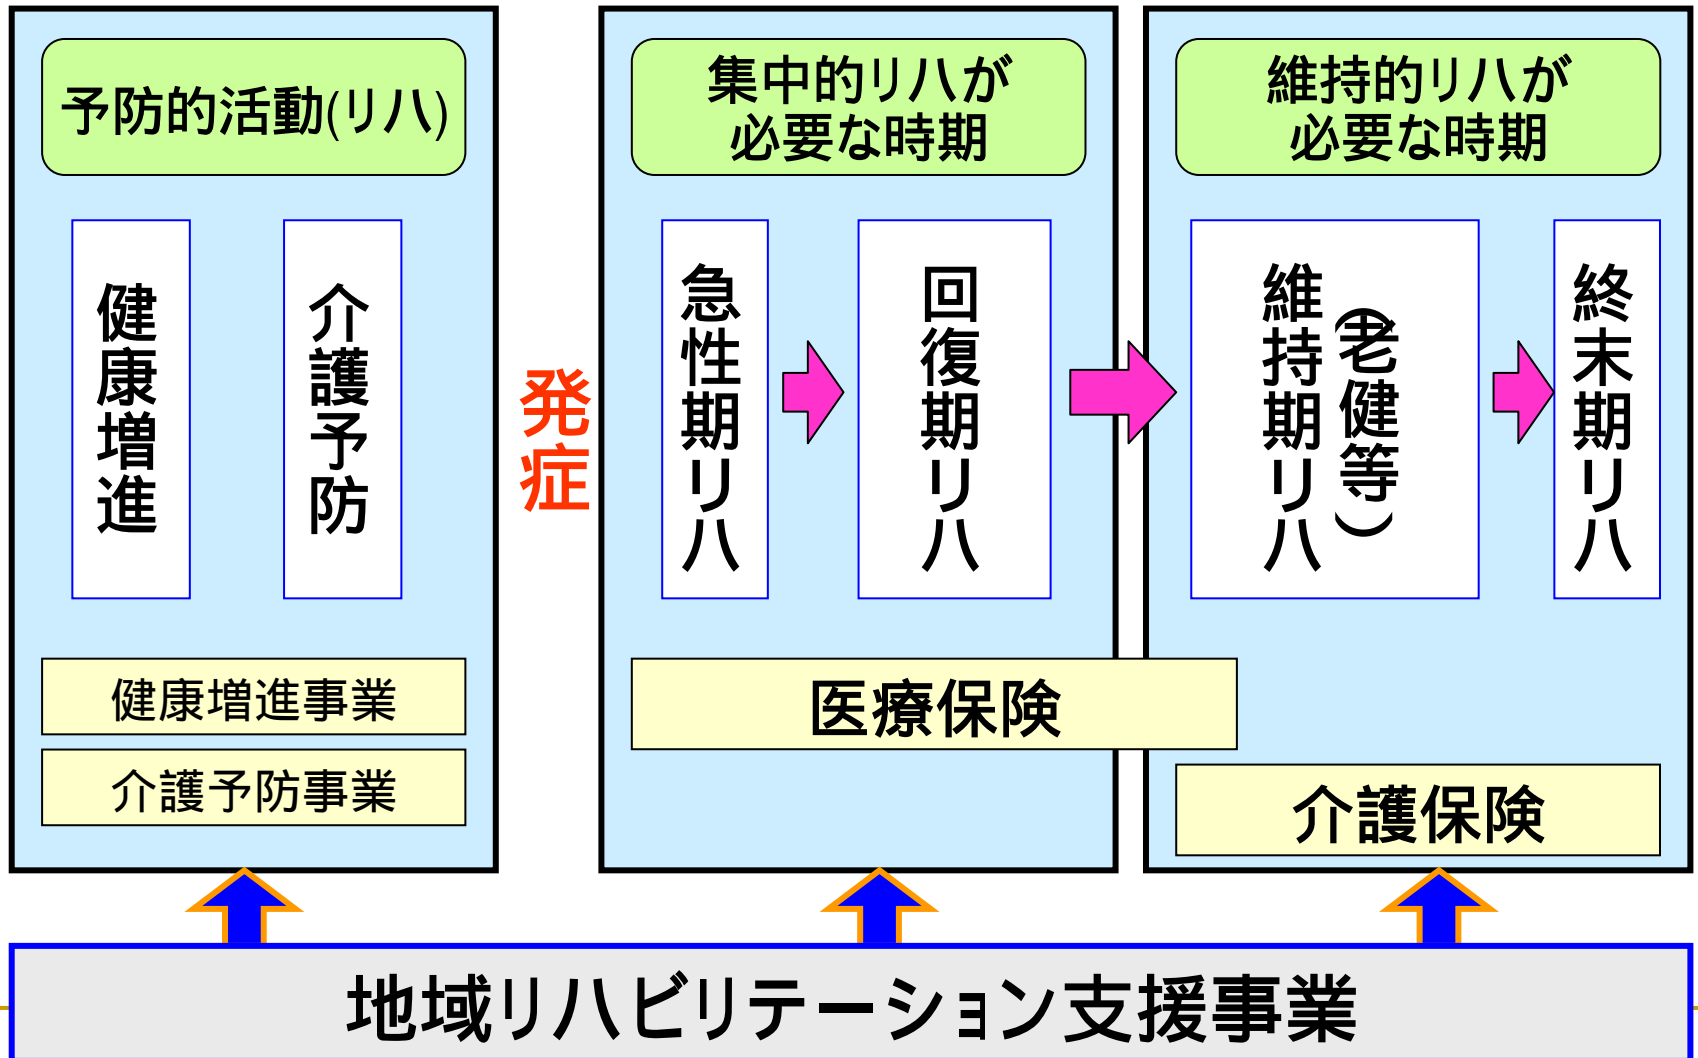 予防的活動(リハ)
健康増進
介護予防
健康増進事業
介護予防事業
発症
集中的リハが
必要な時期
急性期リハ
回復期リハ
医療保険
維持的リハが
必要な時期
維持期リハ
(老健等)
終末期リハ
介護保険
地域リハビリテーション支援事業